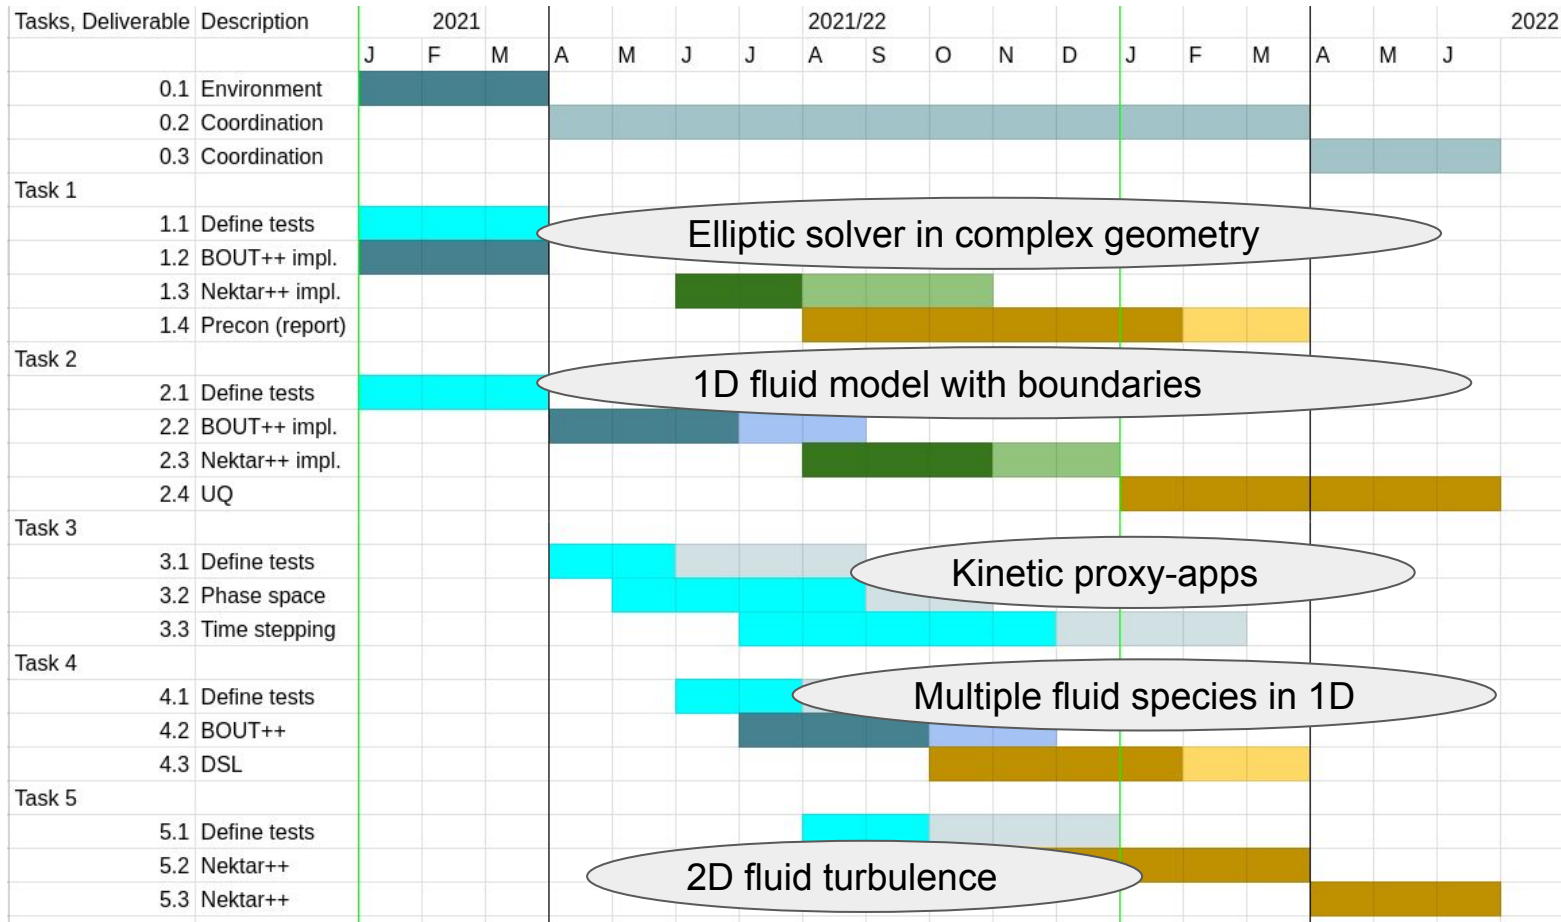 Tasks, Deliverable Description 2021 2021/22 2022
J F M A M J J A S O N D J F M A M J
0.1 Environment
0.2 Coordination
0.3 Coordination
Task 1
1.1 Define tests
Elliptic solver in complex geometry
1.2 BOUT++ impl.
1.3 Nektar++ impl.
1.4 Precon (report)
Task 2
1D fluid model with boundaries
2.1 Define tests
2.2 BOUT++ impl.
2.3 Nektar++ impl.
2.4 UQ
Task 3
3.1 Define tests
Kinetic proxy-apps
3.2 Phase space
3.3 Time stepping
Task 4
4.1 Define tests
Multiple fluid species in 1D
4.2 BOUT++
4.3 DSL
Task 5
5.1 Define tests
5.2 Nektar++
2D fluid turbulence
5.3 Nektar++